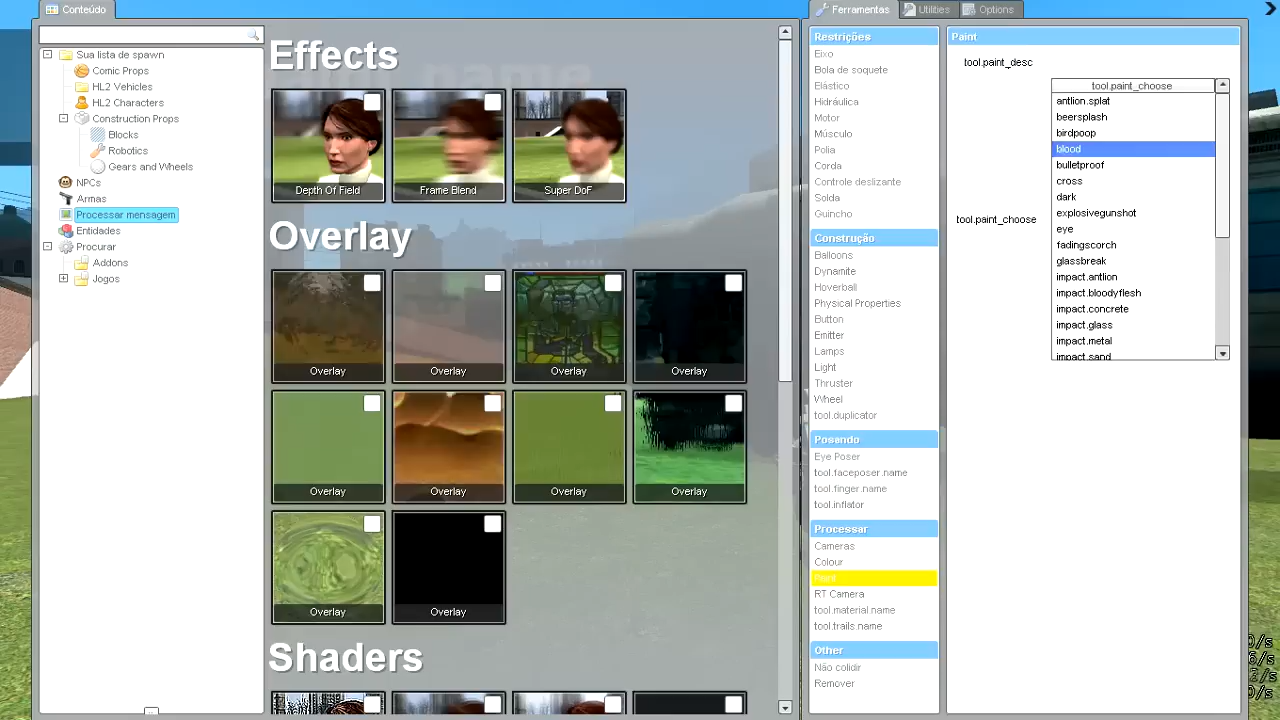 Conteúdo
Sua lista de spawn
Comic Props
HL2 Vehicles
HL2 Characters
Construction Props
Blocks
Robotics
Gears and Wheels
NPCs
Armas
Processar mensagem
Entidades
Procurar
Addons
Jogos
Effects
Depth Of Field
Frame Blend
Super DoF
Overlay
Overlay
Overlay
Overlay
Overlay
Overlay
Overlay
Overlay
Overlay
Overlay
Overlay
Shaders
Ferramentas
Utilities
Options
Restrições
Eixo
Bola de soquete
Elástico
Hidráulica
Motor
Músculo
Polia
Corda
Controle deslizante
Solda
Guincho
Construção
Balloons
Dynamite
Hoverball
Physical Properties
Button
Emitter
Lamps
Light
Thruster
Wheel
tool.duplicator
Posando
Eye Poser
tool.faceposer.name
tool.finger.name
tool.inflator
Processar
Cameras
Colour
Paint
RT Camera
tool.material.name
tool.trails.name
Other
Não colidir
Remover
Paint
tool.paint_desc
tool.paint_choose
tool.paint_choose
antlion.splat
beersplash
birdpoop
blood
bulletproof
cross
dark
explosivegunshot
eye
fadingscorch
glassbreak
impact.antlion
impact.bloodyflesh
impact.concrete
impact.glass
impact.metal
impact.sand